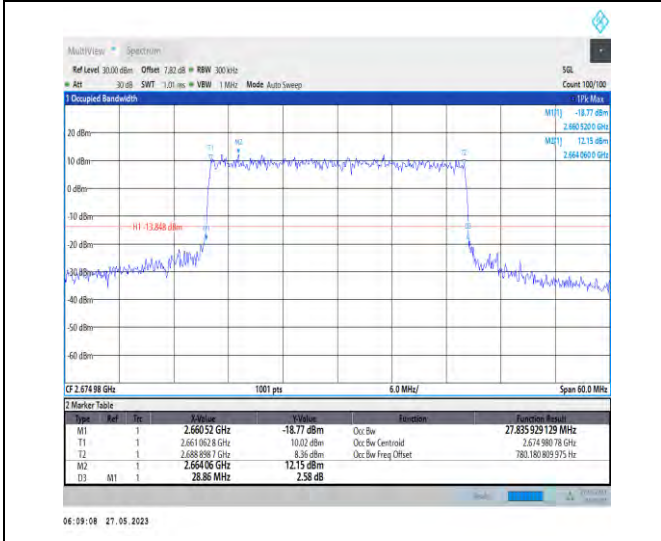 MultiView Spectrum
Ref Level 30.00 dBm Offset 7.82 dB RBW 300 kHz SGL
Att 30 dB SWT 1.01 ms VBW 1 MHz Mode Auto Sweep Count 100/100
1 Occupied Bandwidth 1Pk Max
M1[1] -18.77 dBm
2.660 520 0 GHz
M2[1] 12.15 dBm
2.664 060 0 GHz
20 dBm
M2
T1
T2
10 dBm
0 dBm
-10 dBm
H1 -13.848 dBm
-20 dBm
-30 dBm
-40 dBm
-50 dBm
-60 dBm
CF 2.674 98 GHz 1001 pts 6.0 MHz/ Span 60.0 MHz
2 Marker Table
Type Ref Trc X-Value Y-Value Function Function Result
M1 1 2.660 52 GHz -18.77 dBm Occ Bw 27.835 929 129 MHz
T1 1 2.661 062 8 GHz 10.02 dBm Occ Bw Centroid 2.674 980 78 GHz
T2 1 2.688 898 7 GHz 8.36 dBm Occ Bw Freq Offset 780.180 809 975 Hz
M2 1 2.664 06 GHz 12.15 dBm
D3 M1 1 28.86 MHz 2.58 dB
06:09:08 27.05.2023